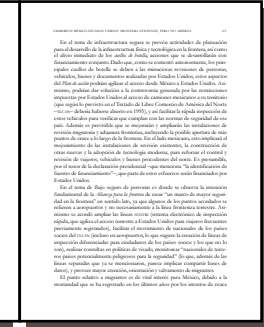 En el tema de infraestructura segura se prevén actividades de planeación
para el desarrollo de la infraestructura física y tecnológica en la frontera, así como
el alivio inmediato de los cuellos de botella, acciones que se desarrollarán con
financiamiento conjunto. Dado que, como se comentó anteriormente, los prin-
cipales cuellos de botella se deben a las minuciosas revisiones de personas,
vehículos, bienes y documentos realizadas por Estados Unidos, estos aspectos
del Plan de acción podrían agilizar el acceso desde México a Estados Unidos. Asi-
mismo, podrían dar solución a la controversia generada por las restricciones
impuestas por Estados Unidos al acceso de camiones mexicanos a su territorio
(que según lo previsto en el Tratado de Libre Comercio de América del Norte
debería haberse abierto en 1995), y así facilitar la rápida inspección de
estos vehículos para verificar que cumplan con las normas de seguridad de ese
país. Además es previsible que se mejorarán y ampliarán las instalaciones de
revisión migratoria y aduanera fronteriza, incluyendo la posible apertura de más
puntos de cruce a lo largo de la frontera. En el lado mexicano, esto implicará el
mejoramiento de las instalaciones de revisión existentes, la construcción de
otras nuevas y la adopción de tecnología moderna, para reforzar el control y
revisión de viajeros, vehículos y bienes procedentes del norte. Es presumible,
por el tenor de la declaración presidencial —que menciona "la identificación de
fuentes de financiamiento"—, que parte de estos esfuerzos serán financiados por
Estados Unidos.
En el tema de flujo seguro de personas es donde se observa la intención
fundamental de la Alianza para la frontera de crear "un marco de mayor seguri-
dad en la frontera" en sentido lato, ya que algunos de los puntos acordados se
refieren a aeropuertos y no necesariamente a la línea fronteriza terrestre. Asi-
mismo se acordó ampliar las líneas SENTRI (sistema electrónico de inspección
rápida, que aplica el acceso terrestre a Estados Unidos para viajeros frecuentes
previamente registrados), facilitar el movimiento de nacionales de los países
socios del TLCAN (incluso en aeropuertos, lo que sugiere la creación de líneas de
inspección diferenciadas para ciudadanos de los países socios y los que no lo
son), realizar consultas en políticas de visado, monitorear "nacionales de terce-
ros países potencialmente peligrosos para la seguridad" (lo que, además de las
líneas separadas que ya se mencionaron, parece implicar compartir bases de
datos), y proveer mayor atención, orientación y salvamento de migrantes.
El punto relativo a migrantes es de vital interés para México, debido a la
mortandad que se ha registrado en los últimos años por los intentos de cruce